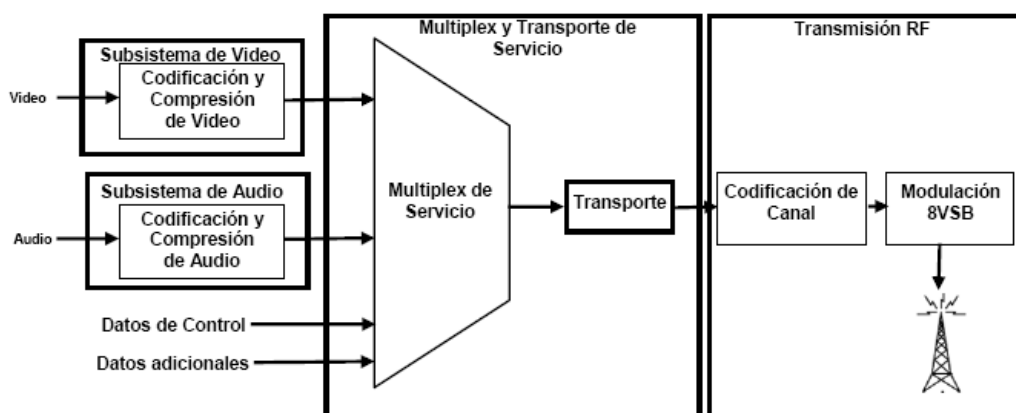 Subsistema de Video
Video
Codificación y
Compresión
de Video
Subsistema de Audio
Audio
Codificación y
Compresión
de Audio
Datos de Control
Datos adicionales
Multiplex y Transporte de
Servicio
Multiplex de
Servicio
Transporte
Transmisión RF
Codificación de
Canal
Modulación
8VSB